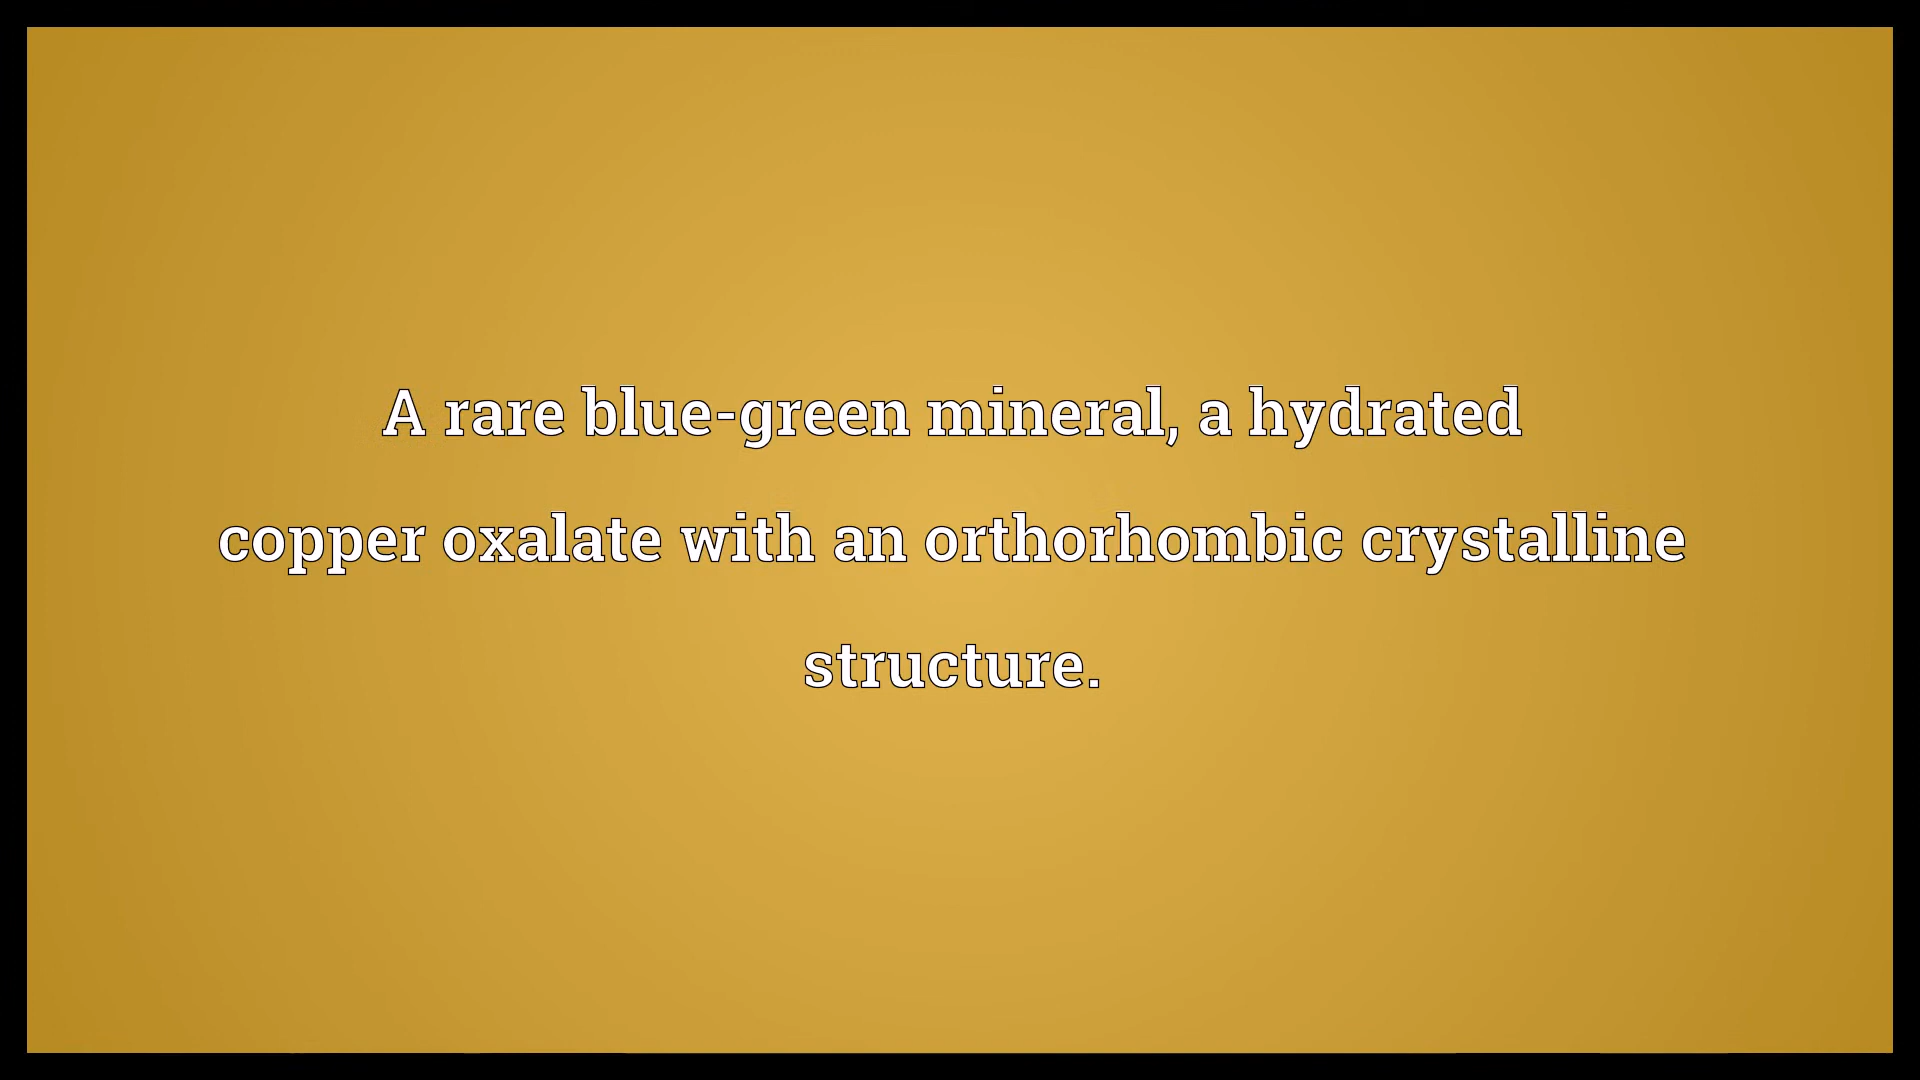 A rare blue-green mineral, a hydrated
copper oxalate with an orthorhombic crystalline
structure.